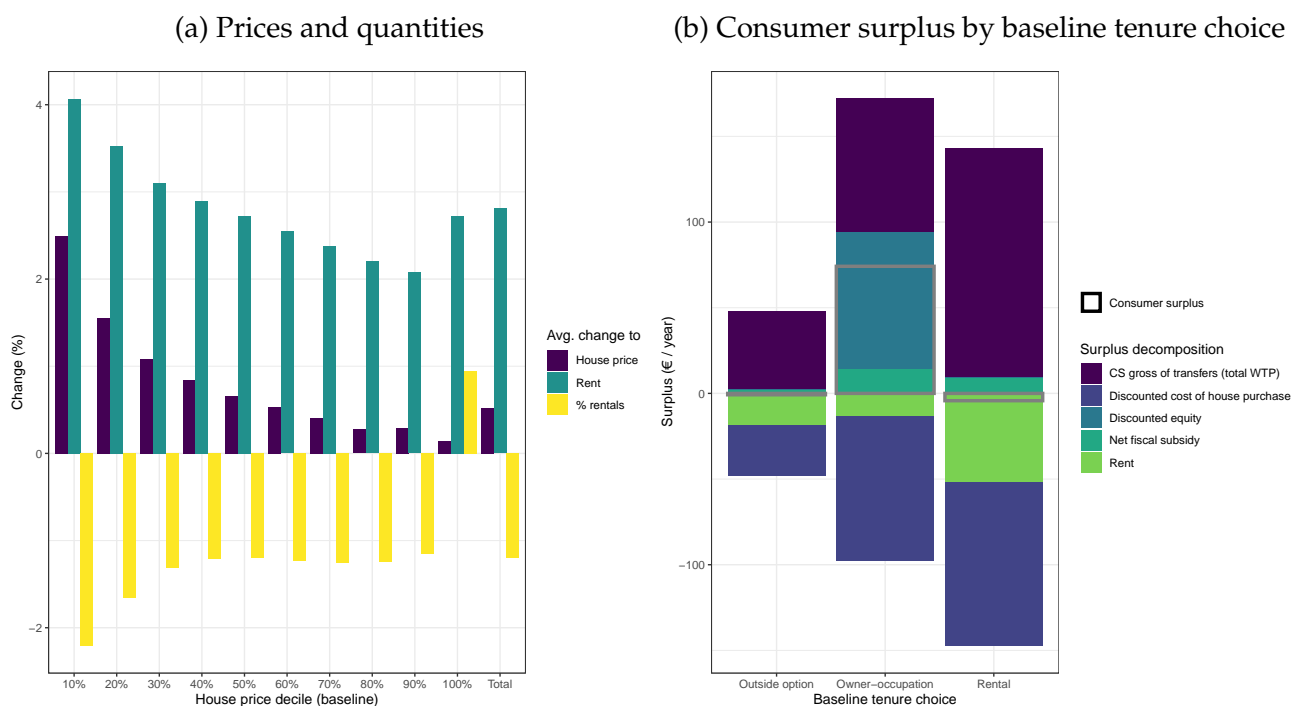 (a) Prices and quantities
4
2
0
−2
Change (%)
10% 20% 30% 40% 50% 60% 70% 80% 90% 100% Total
House price decile (baseline)
Avg. change to
House price
Rent
% rentals
(b) Consumer surplus by baseline tenure choice
100
0
−100
Surplus (€ / year)
Outside option Owner−occupation Rental
Baseline tenure choice
Consumer surplus
Surplus decomposition
CS gross of transfers (total WTP)
Discounted cost of house purchase
Discounted equity
Net fiscal subsidy
Rent